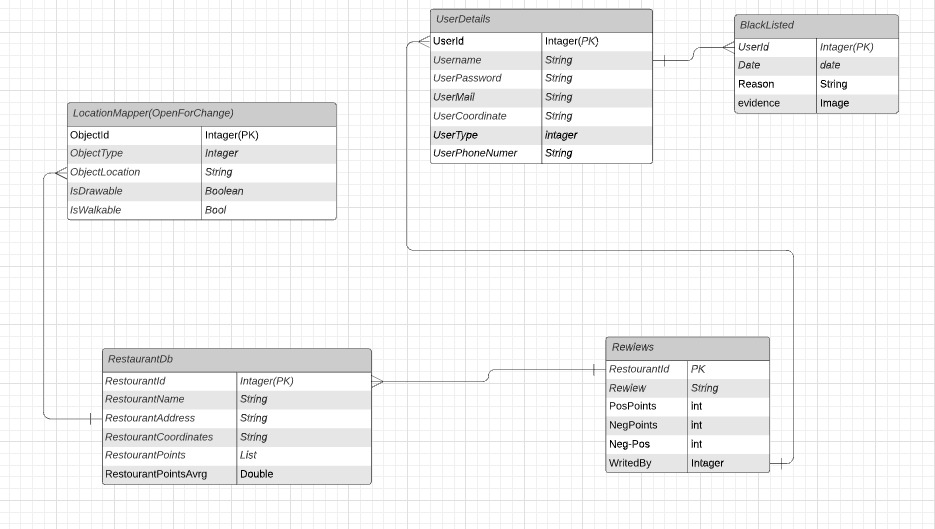 UserDetails
UserId Intager(PK)
Username String
UserPassword String
UserMail String
UserCoordinate String
UserType integer
UserPhoneNumer String
BlackListed
UserId Intager(PK)
Date date
Reason String
evidence Image
LocationMapper(OpenForChange)
ObjectId Intager(PK)
ObjectType Intager
ObjectLocation String
IsDrawable Boolean
IsWalkable Bool
RestaurantDb
RestourantId Intager(PK)
RestourantName String
RestourantAddress String
RestourantCoordinates String
RestourantPoints List
RestourantPointsAvrg Double
Rewiews
RestourantId PK
Rewiew String
PosPoints int
NegPoints int
Neg-Pos int
WritedBy Intager